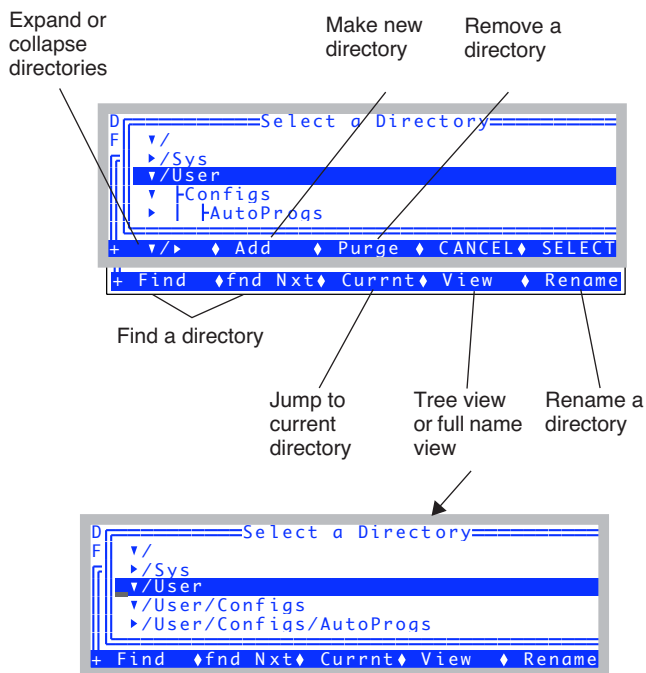 Expand or
collapse
directories
Make new
directory
Remove a
directory
D Select a Directory
F ▾/
▸/Sys
▾/User
▾ ├Configs
▸ | ├AutoProgs
+ ▾/▸ ♦ Add ♦ Purge ♦ CANCEL♦ SELECT
+ Find ♦fnd Nxt♦ Currnt♦ View ♦ Rename
Find a directory
Jump to
current
directory
Tree view
or full name
view
Rename a
directory
D Select a Directory
F ▾/
▸/Sys
▾/User
▾/User/Configs
▸/User/Configs/AutoProgs
+ Find ♦fnd Nxt♦ Currnt♦ View ♦ Rename